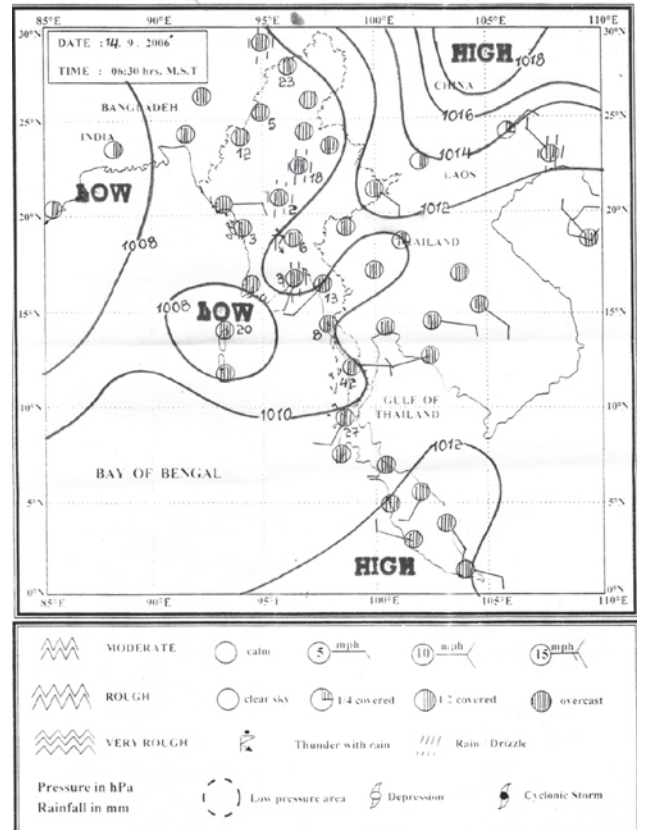 85°E 90°E 95°E 100°E 105°E 110°E
30°N
DATE : 14. 9. 2006
TIME : 06:30 hrs. M.S.T
HIGH
1018
CHINA
23
BANGLADEH
1016
25°N
5
INDIA
12
1014
18
LAOS
LOW
2
1012
20°N
3
6
THAILAND
1008
3
13
1008
LOW
20
8
15°N
42
10°N
1010
GULF OF
THAILAND
27
1012
BAY OF BENGAL
5°N
HIGH
0°N
85°E 90°E 95°E 100°E 105°E 110°E
MODERATE calm 5 mph 10 mph 15 mph
ROUGH clear sky 1/4 covered 1/2 covered overcast
VERY ROUGH Thunder with rain Rain / Drizzle
Pressure in hPa
Rainfall in mm
Low pressure area Depression Cyclonic Storm